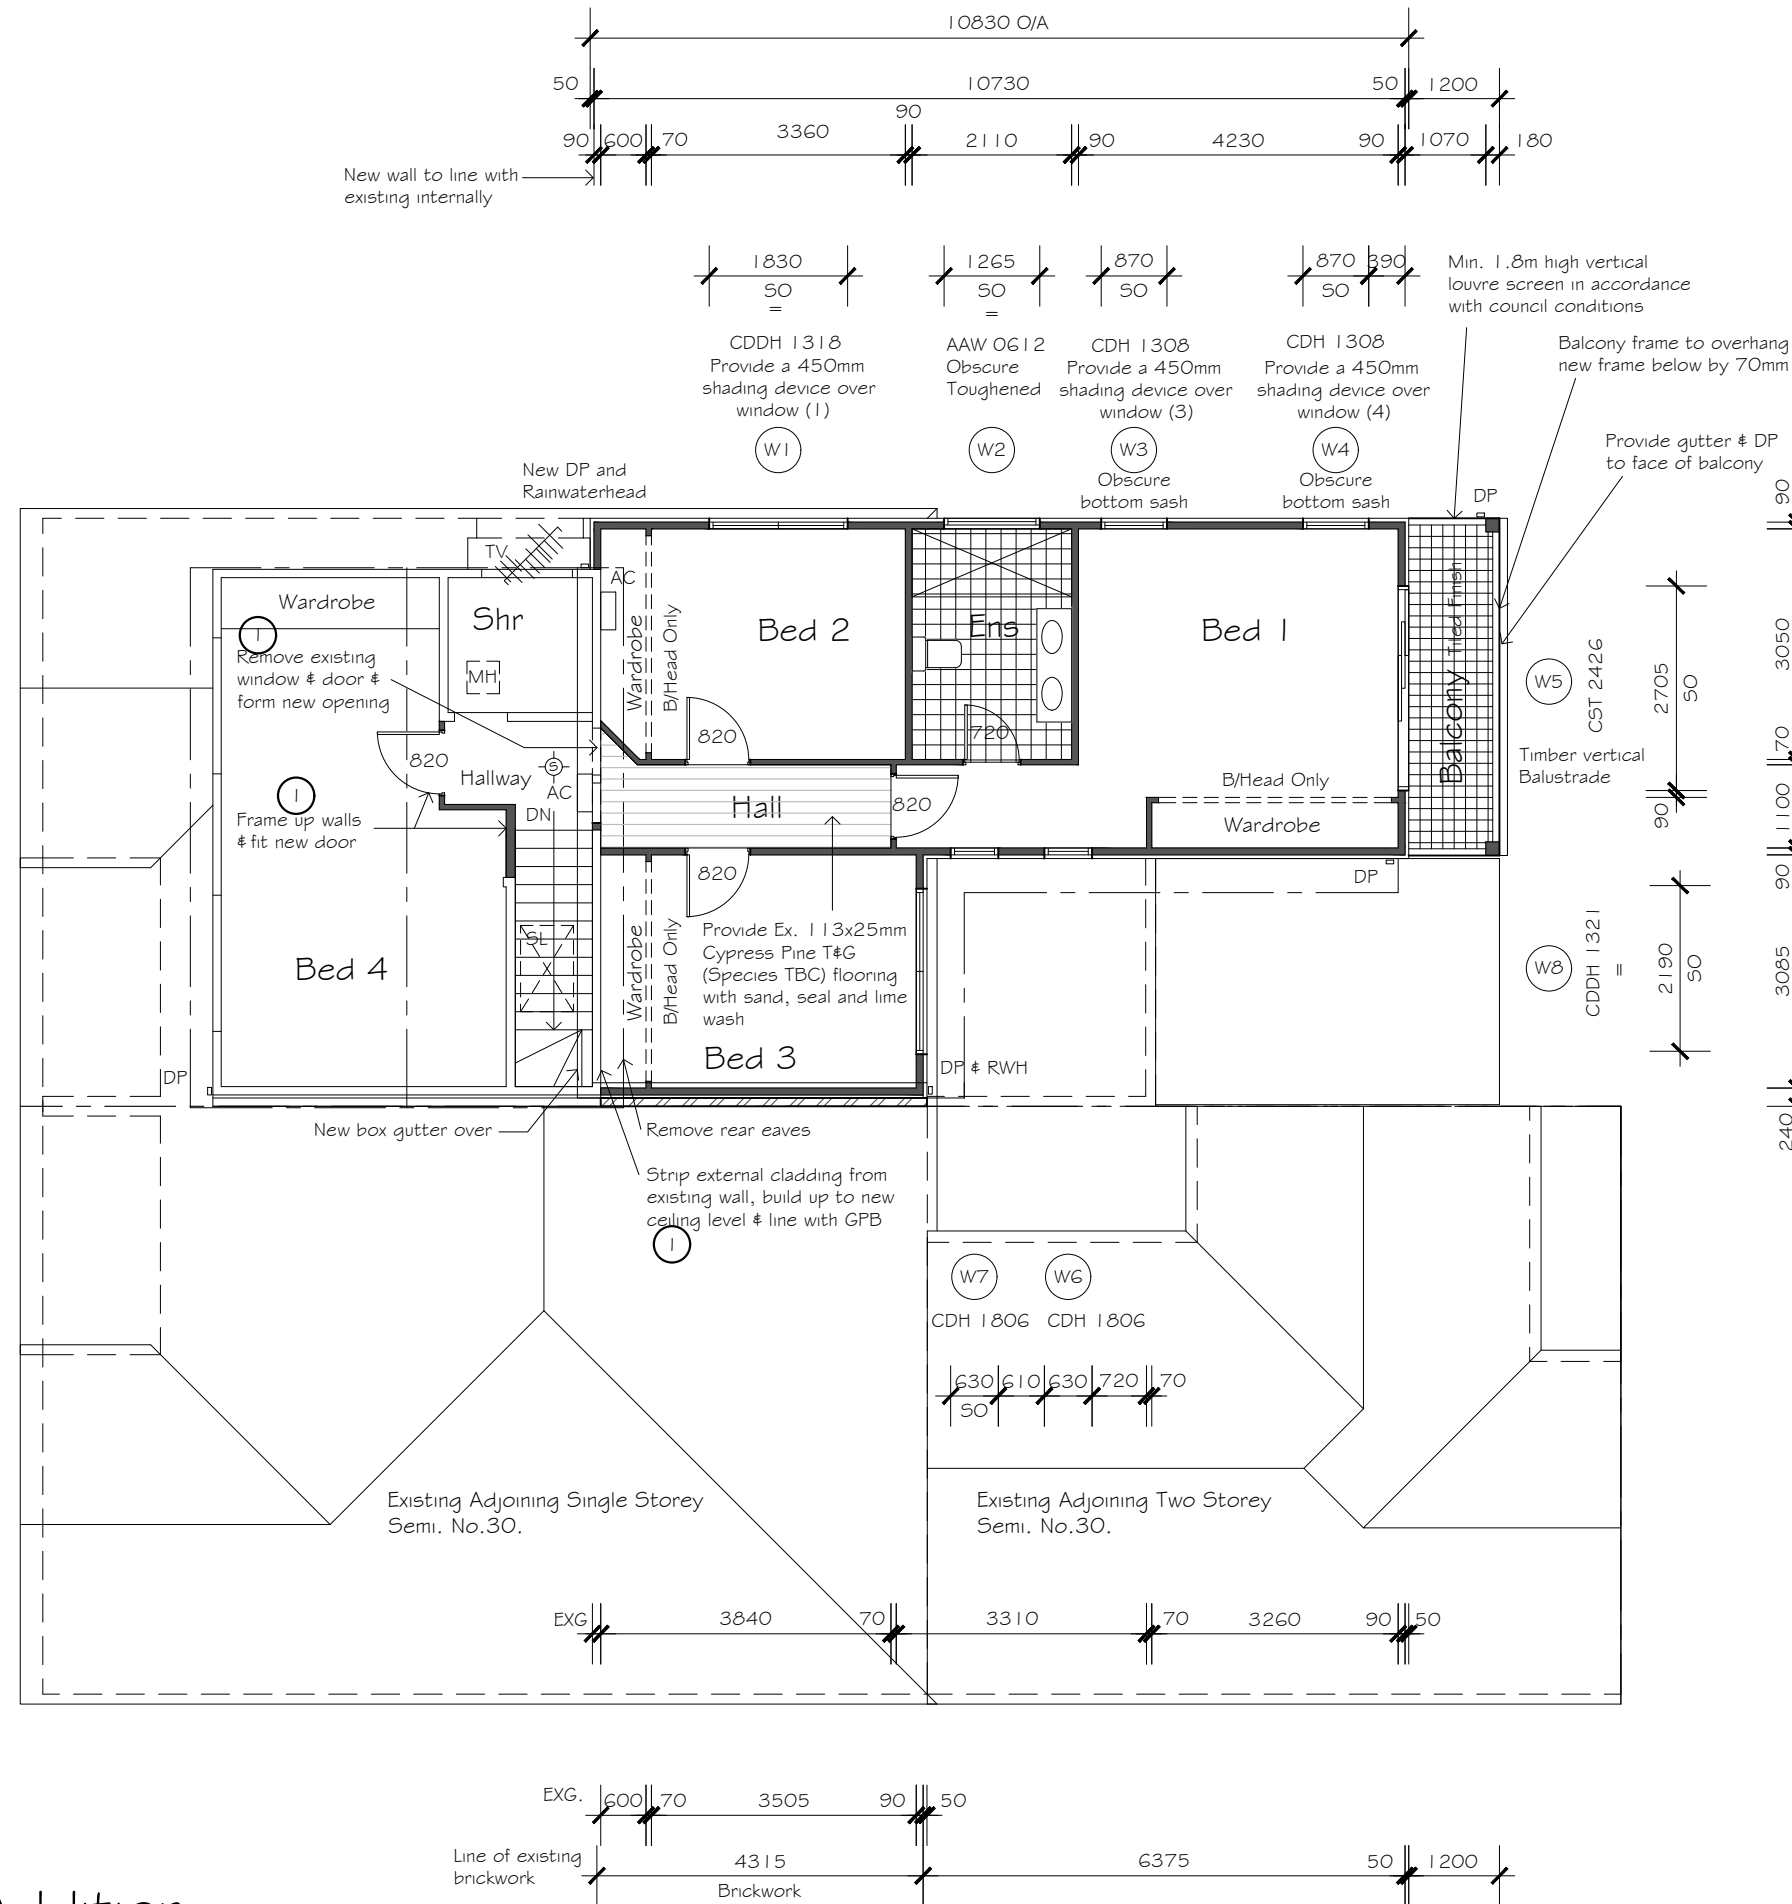 10830 O/A
50
10730
50
1200
90
600
70
3360
90
2110
90
4230
90
1070
180
New wall to line with
existing internally
1830
SO
=
1265
SO
=
870
SO
870
SO
390
Min. 1.8m high vertical
louvre screen in accordance
with council conditions
CDDH 1318
Provide a 450mm
shading device over
window (1)
W1
AAW 0612
Obscure
Toughened
W2
CDH 1308
Provide a 450mm
shading device over
window (3)
W3
Obscure
bottom sash
CDH 1308
Provide a 450mm
shading device over
window (4)
W4
Obscure
bottom sash
Balcony frame to overhang
new frame below by 70mm
Provide gutter & DP
to face of balcony
New DP and
Rainwaterhead
DP
TV
AC
Wardrobe
1
Shr
MH
Remove existing
window & door &
form new opening
Wardrobe
B/Head Only
Bed 2
Ens
Bed 1
Balcony Tiled Finish
820
820
720
Hallway
S
AC
DN
1
Frame up walls
& fit new door
Hall
820
B/Head Only
Wardrobe
W5
CST 2426
Timber vertical
Balustrade
2705
SO
90
3050
70
1100
90
90
820
DP
SL
Bed 4
Wardrobe
B/Head Only
Provide Ex. 113x25mm
Cypress Pine T&G
(Species TBC) flooring
with sand, seal and lime
wash
Bed 3
W8
CDDH 1321
=
2190
SO
3085
240
DP
DP & RWH
New box gutter over
Remove rear eaves
Strip external cladding from
existing wall, build up to new
ceiling level & line with GPB
1
W7
W6
CDH 1806
CDH 1806
630
SO
610
630
720
70
Existing Adjoining Single Storey
Semi. No.30.
Existing Adjoining Two Storey
Semi. No.30.
EXG
3840
70
3310
70
3260
90
50
EXG.
600
70
3505
90
50
Line of existing
brickwork
4315
Brickwork
6375
50
1200